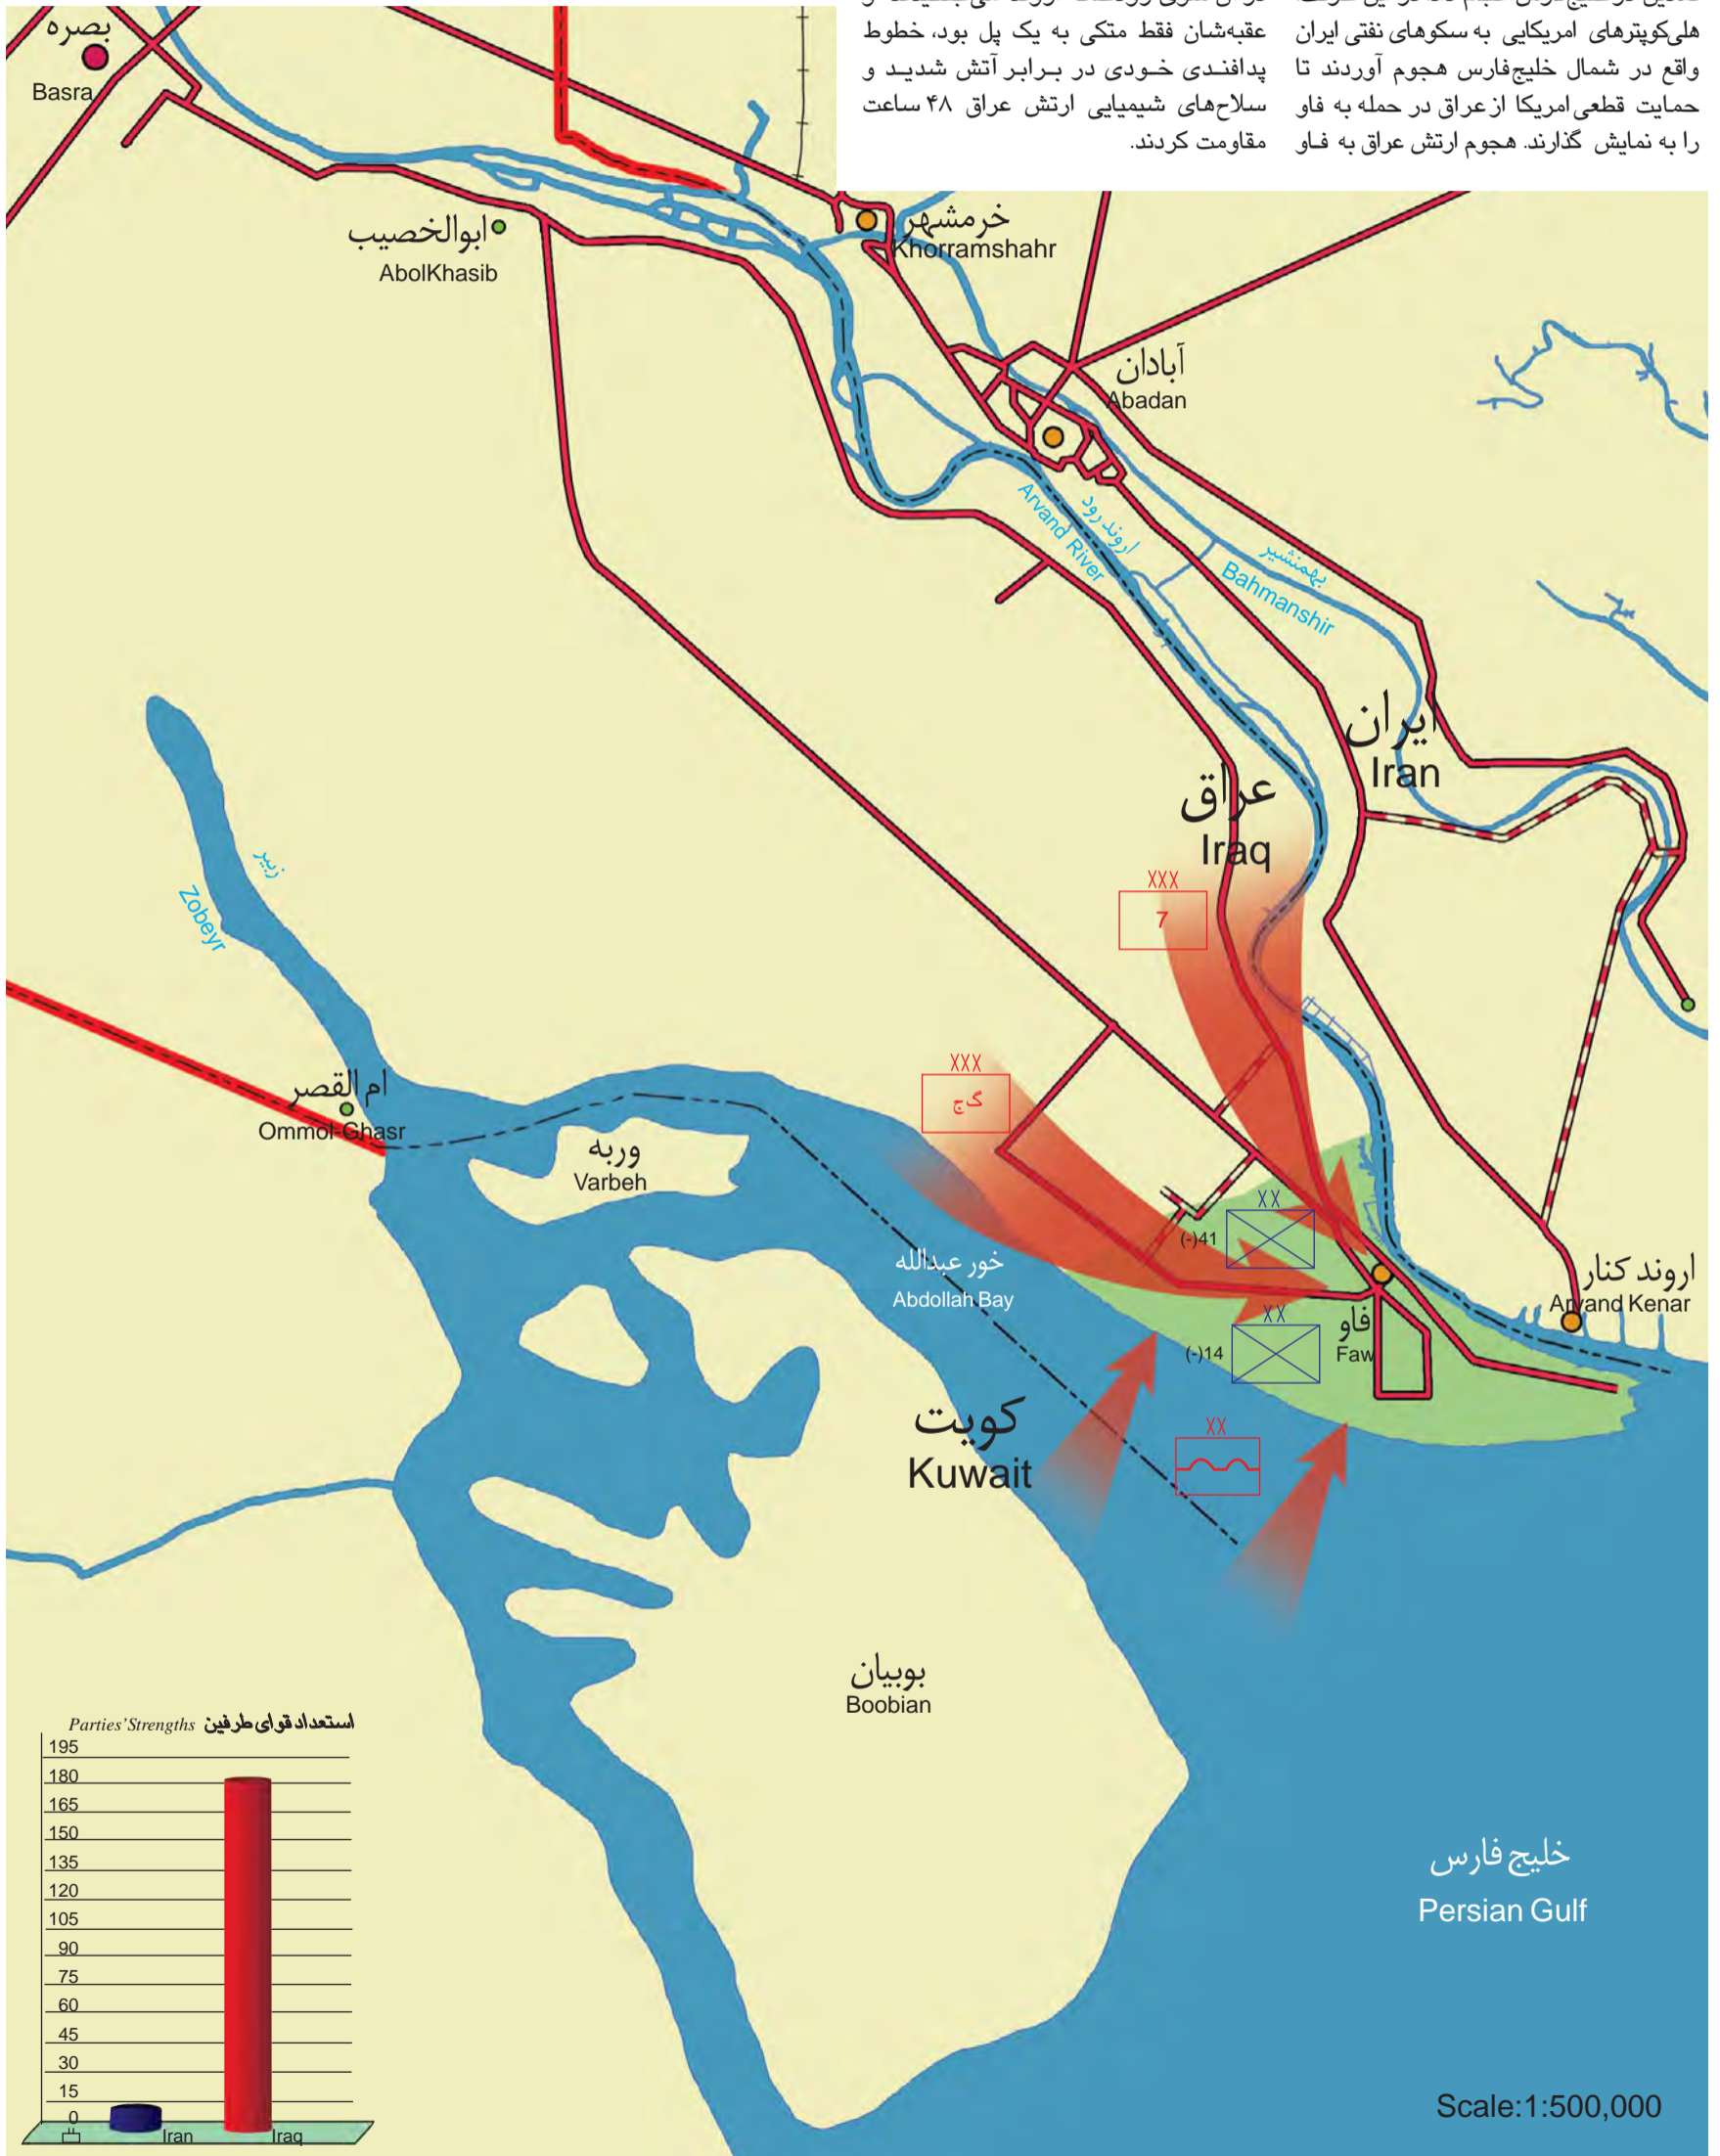 هلی‌کوپترهای امریکایی به سکوهای نفتی ایران
واقع در شمال خلیج‌فارس هجوم آوردند تا
حمایت قطعی امریکا از عراق در حمله به فاو
را به نمایش گذارند. هجوم ارتش عراق به فـاو
عقبه‌شان فقط متکی به یک پل بود، خطوط
پدافنـدی خـودی در بـرابـر آتش شدیـد و
سلاح‌های شیمیایی ارتش عراق ۴۸ ساعت
مقاومت کردند.
بصره
Basra
ابوالخصیب
AbolKhasib
خرمشهر
Khorramshahr
آبادان
Abadan
اروند رود
Arvand River
بهمنشیر
Bahmanshir
ایران
Iran
عراق
Iraq
زبیر
Zobeyr
XXX
7
XXX
گ‌ج
ام القصر
Ommol-Ghasr
وربه
Varbeh
XX
(-)41
خور عبدالله
Abdollah Bay
اروند کنار
Arvand Kenar
XX
(-)14
فاو
Faw
کویت
Kuwait
XX
بوبیان
Boobian
خلیج فارس
Persian Gulf
Parties'Strengths استعداد قوای طرفین
195
180
165
150
135
120
105
90
75
60
45
30
15
0
Iran Iraq
Scale:1:500,000